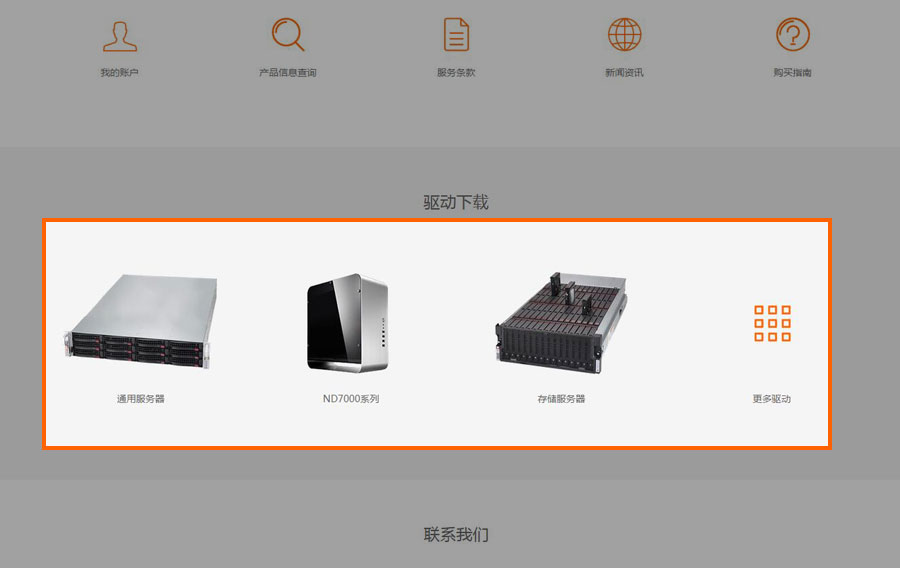 我的账户
产品信息查询
服务条款
新闻资讯
购买指南
驱动下载
通用服务器
ND7000系列
存储服务器
更多驱动
联系我们